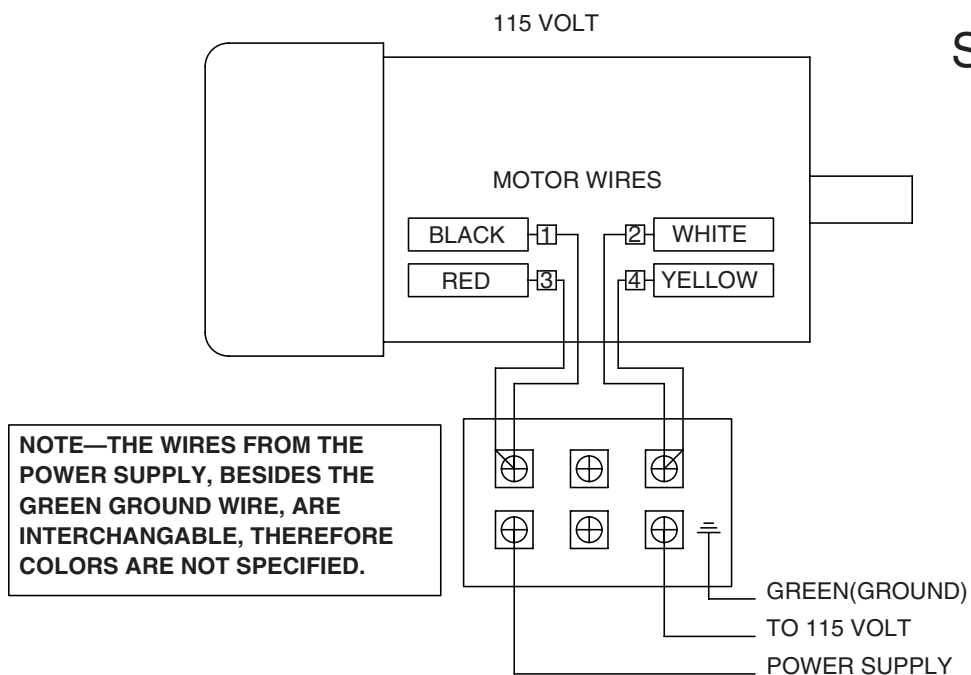 115 VOLT
S
MOTOR WIRES
BLACK 1 2 WHITE
RED 3 4 YELLOW
NOTE—THE WIRES FROM THE
POWER SUPPLY, BESIDES THE
GREEN GROUND WIRE, ARE
INTERCHANGABLE, THEREFORE
COLORS ARE NOT SPECIFIED.
GREEN(GROUND)
TO 115 VOLT
POWER SUPPLY